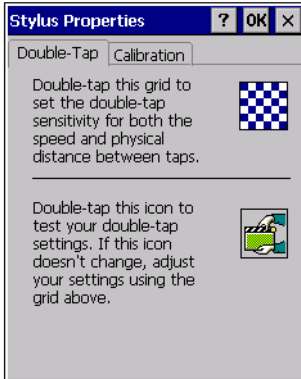 Stylus Properties ? OK ×
Double-Tap Calibration
Double-tap this grid to
set the double-tap
sensitivity for both the
speed and physical
distance between taps.
Double-tap this icon to
test your double-tap
settings. If this icon
doesn't change, adjust
your settings using the
grid above.